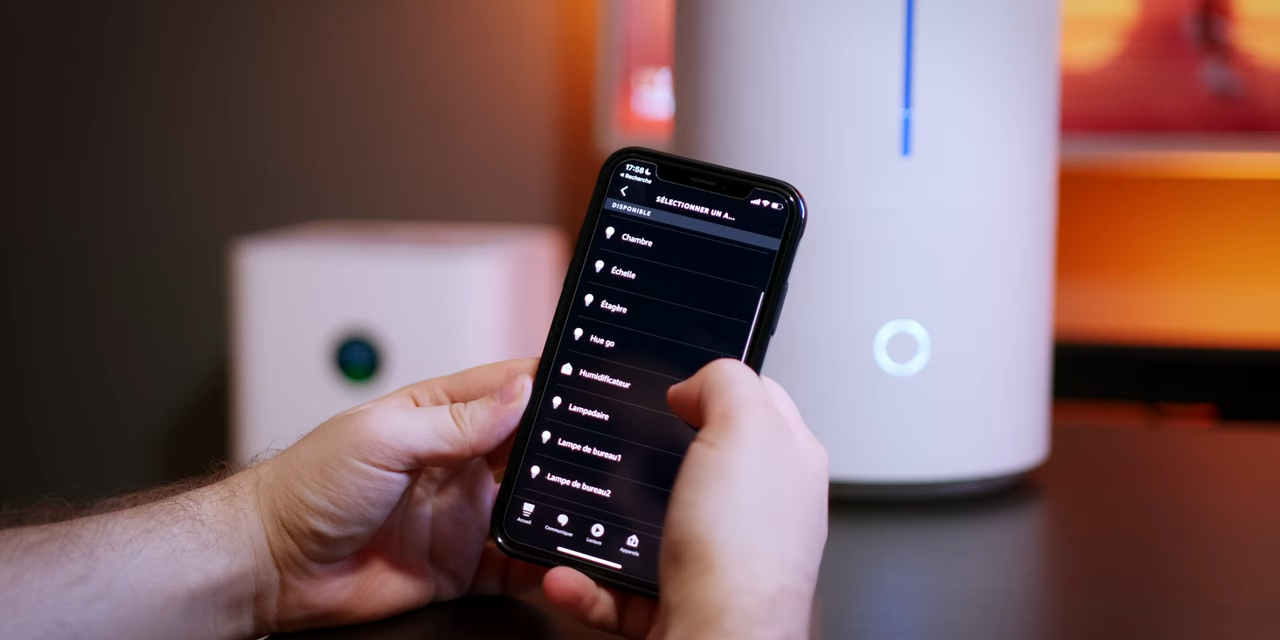 17:58
Recherche
SÉLECTIONNER UN A...
DISPONIBLE
Chambre
Échelle
Étagère
Hue go
Humidificateur
Lampadaire
Lampe de bureau1
Lampe de bureau2
Accueil
Communiquer
Lecture
Appareils